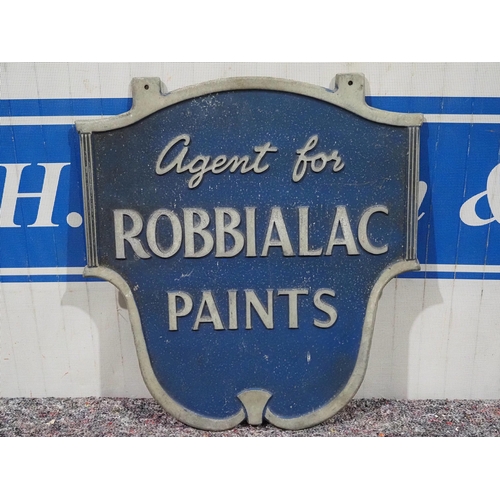 Agent for
ROBBIALAC
PAINTS
H.
&